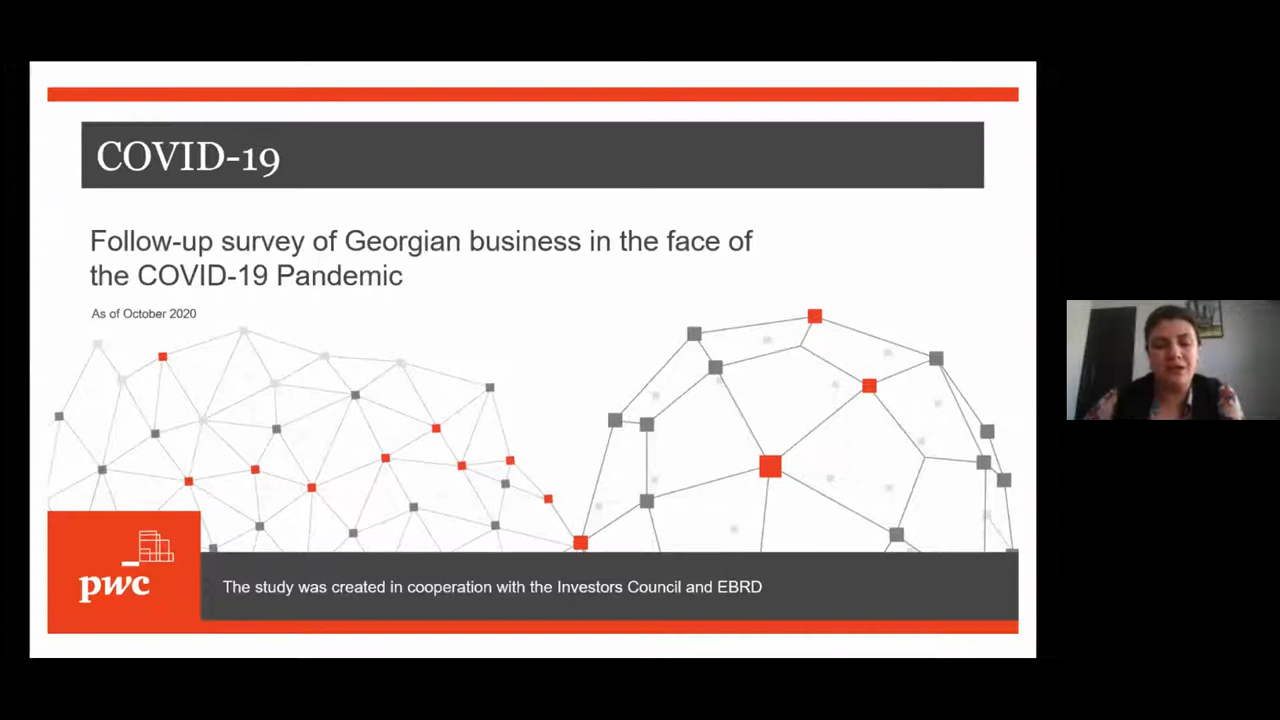 COVID-19
Follow-up survey of Georgian business in the face of
the COVID-19 Pandemic
As of October 2020
pwc
The study was created in cooperation with the Investors Council and EBRD